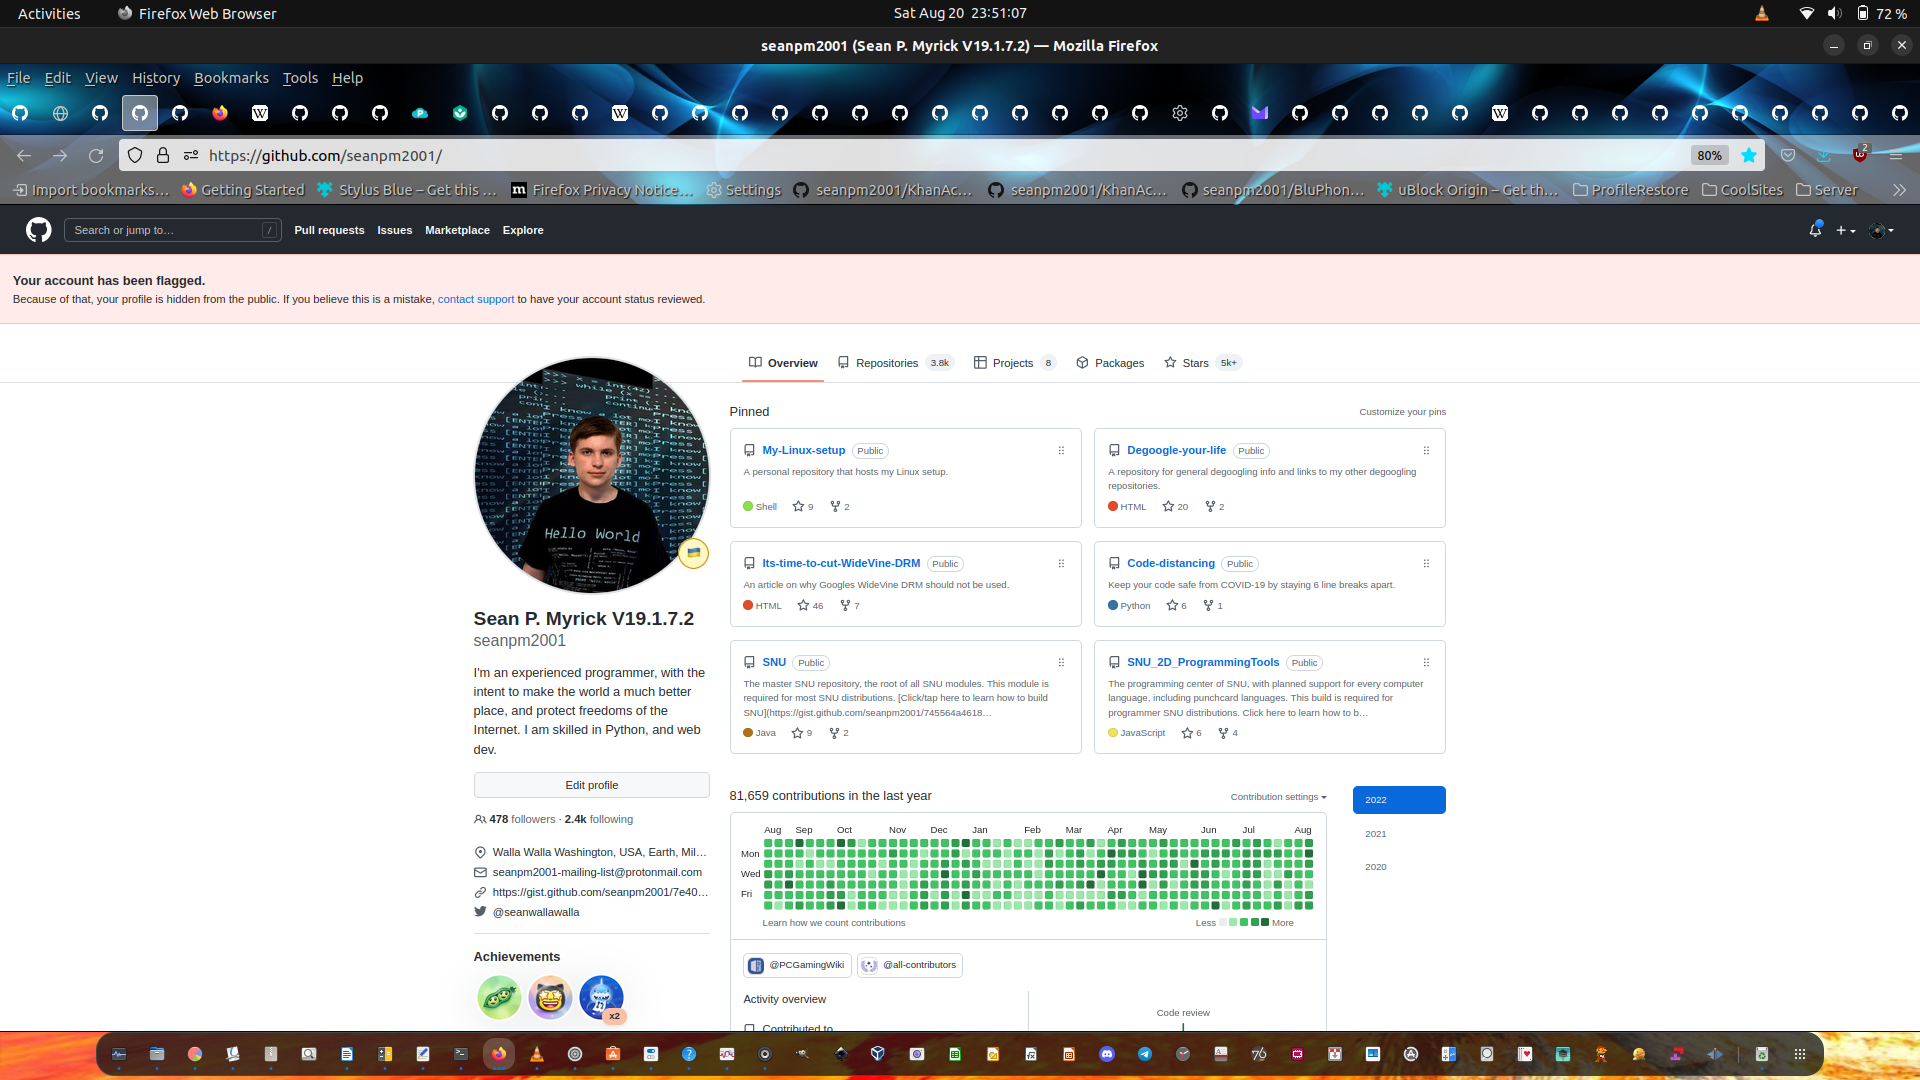 Activities
Firefox Web Browser
Sat Aug 20 23:51:07
72 %
seanpm2001 (Sean P. Myrick V19.1.7.2) — Mozilla Firefox
File Edit View History Bookmarks Tools Help
https://github.com/seanpm2001/
80%
2
Import bookmarks…
Getting Started
Stylus Blue – Get this …
Firefox Privacy Notice…
Settings
seanpm2001/KhanAc…
seanpm2001/KhanAc…
seanpm2001/BluPhon…
uBlock Origin – Get th…
ProfileRestore
CoolSites
Server
Search or jump to…
/
Pull requests
Issues
Marketplace
Explore
Your account has been flagged.
Because of that, your profile is hidden from the public. If you believe this is a mistake, contact support to have your account status reviewed.
Overview
Repositories 3.8k
Projects 8
Packages
Stars 5k+
Hello World
Sean P. Myrick V19.1.7.2
seanpm2001
I'm an experienced programmer, with the
intent to make the world a much better
place, and protect freedoms of the
Internet. I am skilled in Python, and web
dev.
Edit profile
478 followers · 2.4k following
Walla Walla Washington, USA, Earth, Mil…
seanpm2001-mailing-list@protonmail.com
https://gist.github.com/seanpm2001/7e40…
@seanwallawalla
Achievements
x2
Pinned
Customize your pins
My-Linux-setup Public
A personal repository that hosts my Linux setup.
Shell 9 2
Degoogle-your-life Public
A repository for general degoogling info and links to my other degoogling
repositories.
HTML 20 2
Its-time-to-cut-WideVine-DRM Public
An article on why Googles WideVine DRM should not be used.
HTML 46 7
Code-distancing Public
Keep your code safe from COVID-19 by staying 6 line breaks apart.
Python 6 1
SNU Public
The master SNU repository, the root of all SNU modules. This module is
required for most SNU distributions. [Click/tap here to learn how to build
SNU](https://gist.github.com/seanpm2001/745564a4618…
Java 9 2
SNU_2D_ProgrammingTools Public
The programming center of SNU, with planned support for every computer
language, including punchcard languages. This build is required for
programmer SNU distributions. Click here to learn how to b…
JavaScript 6 4
81,659 contributions in the last year
Contribution settings
2022
2021
2020
Aug Sep Oct Nov Dec Jan Feb Mar Apr May Jun Jul Aug
Mon
Wed
Fri
Learn how we count contributions
Less More
@PCGamingWiki
@all-contributors
Activity overview
Contributed to
Code review